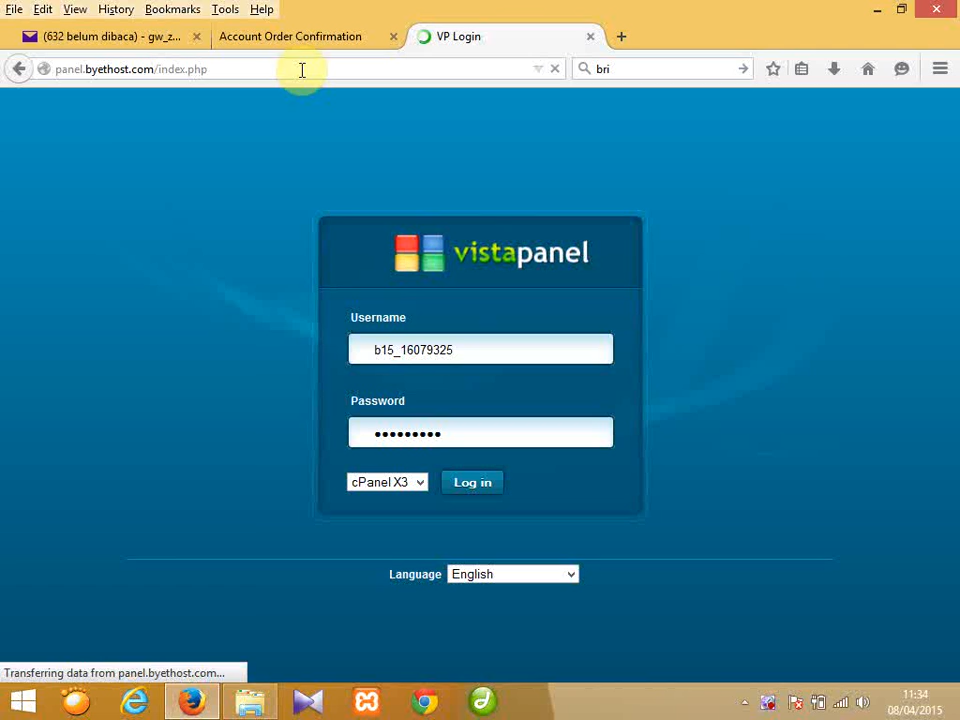 File Edit View History Bookmarks Tools Help
(632 belum dibaca) - gw_z... Account Order Confirmation VP Login
panel.byethost.com/index.php bri
vistapanel
Username
b15_16079325
Password
•••••••••
cPanel X3 Log in
Language English
Transferring data from panel.byethost.com...
11:34
08/04/2015